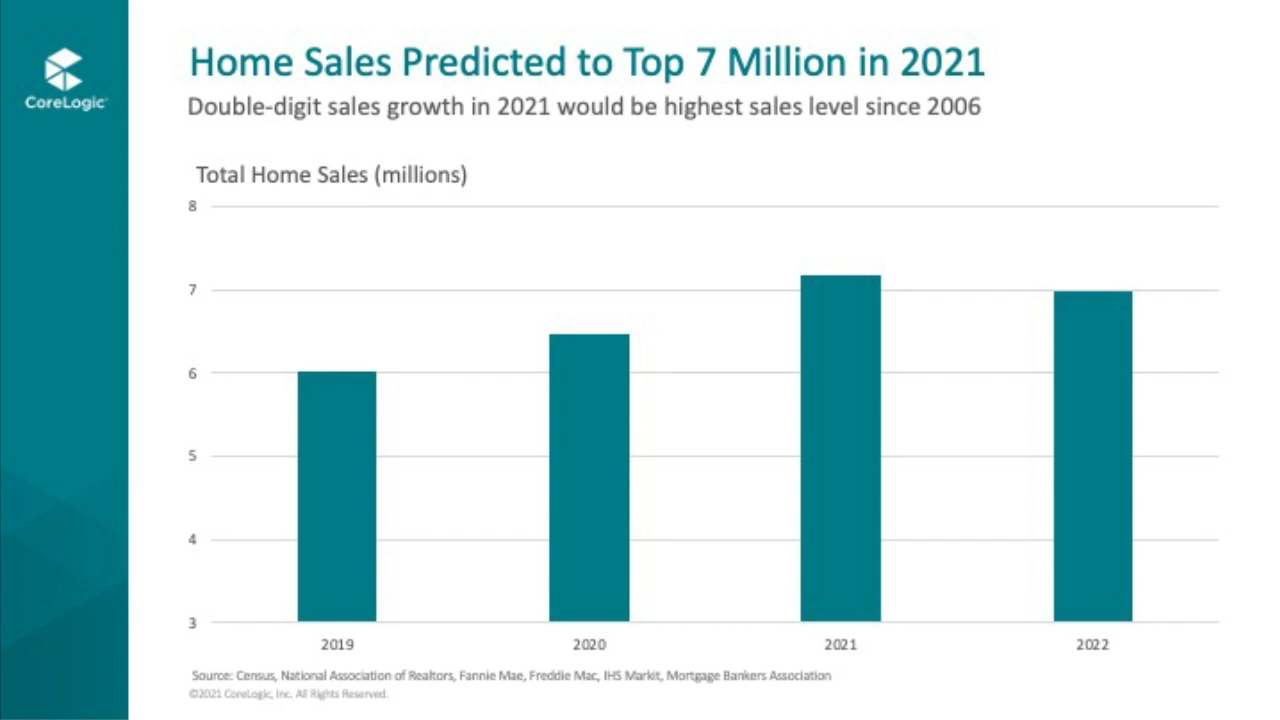 CoreLogic
Home Sales Predicted to Top 7 Million in 2021
Double-digit sales growth in 2021 would be highest sales level since 2006
Total Home Sales (millions)
8
7
6
5
4
3
2019 2020 2021 2022
Source: Census, National Association of Realtors, Fannie Mae, Freddie Mac, IHS Markit, Mortgage Bankers Association
©2021 CoreLogic, Inc. All Rights Reserved.